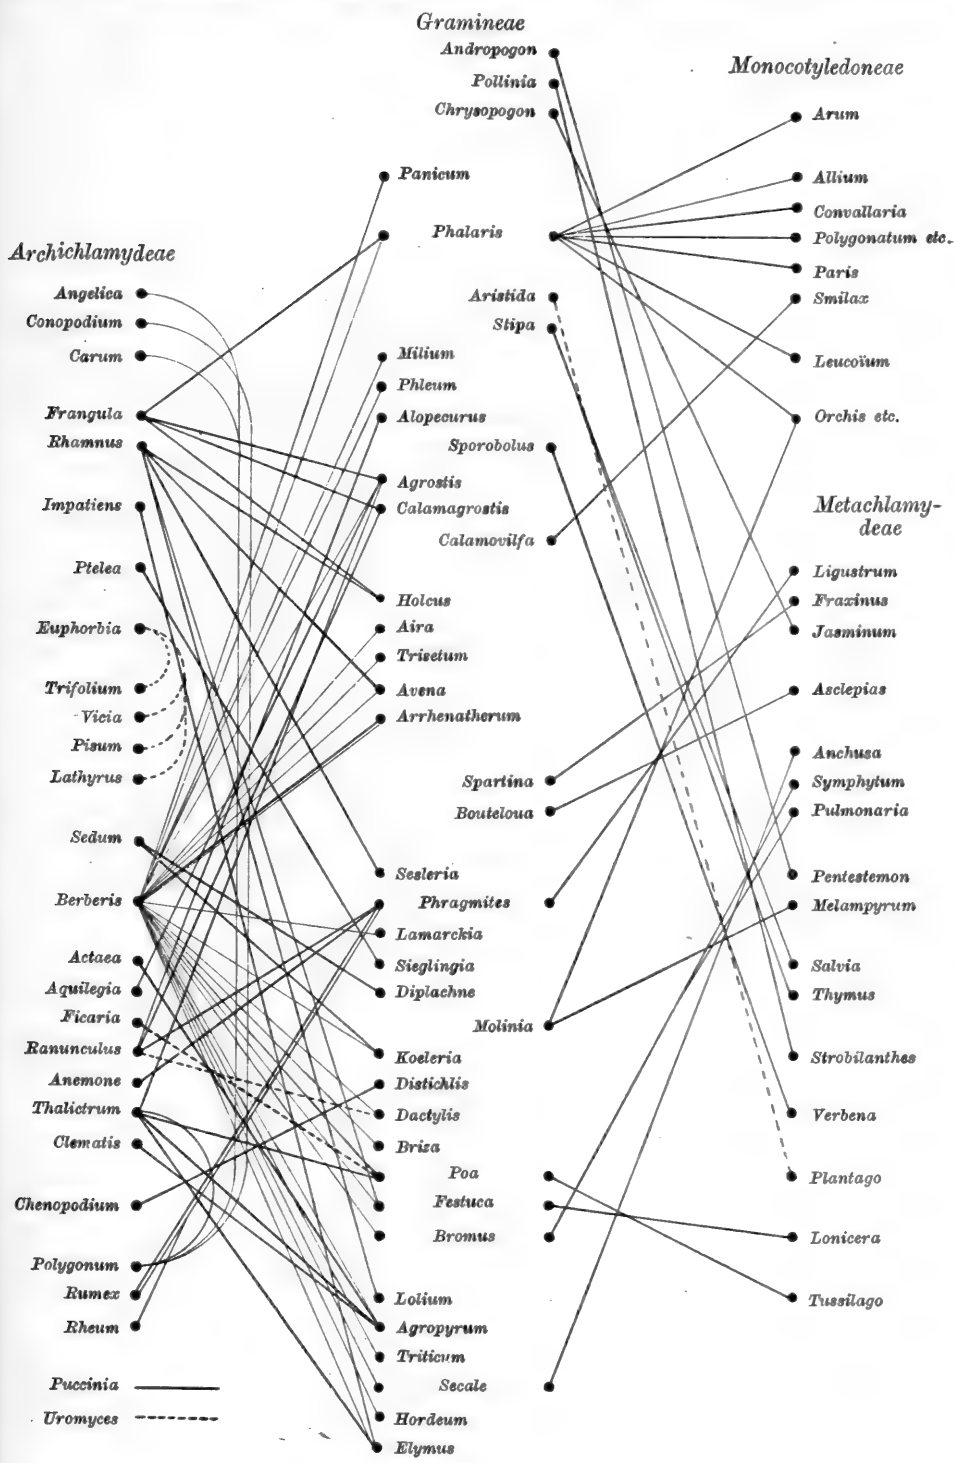 Archichlamydeae
Angelica
Conopodium
Carum
Frangula
Rhamnus
Impatiens
Ptelea
Euphorbia
Trifolium
Vicia
Pisum
Lathyrus
Sedum
Berberis
Actaea
Aquilegia
Ficaria
Ranunculus
Anemone
Thalictrum
Clematis
Chenopodium
Polygonum
Rumex
Rheum
Puccinia
Uromyces
Gramineae
Andropogon
Pollinia
Chrysopogon
Panicum
Phalaris
Aristida
Stipa
Milium
Phleum
Alopecurus
Sporobolus
Agrostis
Calamagrostis
Calamovilfa
Holcus
Aira
Trisetum
Avena
Arrhenatherum
Spartina
Bouteloua
Sesleria
Phragmites
Lamarckia
Sieglingia
Diplachne
Molinia
Koeleria
Distichlis
Dactylis
Briza
Poa
Festuca
Bromus
Lolium
Agropyrum
Triticum
Secale
Hordeum
Elymus
Monocotyledoneae
Arum
Allium
Convallaria
Polygonatum etc.
Paris
Smilax
Leucoïum
Orchis etc.
Metachlamy-
deae
Ligustrum
Fraxinus
Jasminum
Asclepias
Anchusa
Symphytum
Pulmonaria
Pentestemon
Melampyrum
Salvia
Thymus
Strobilanthes
Verbena
Plantago
Lonicera
Tussilago